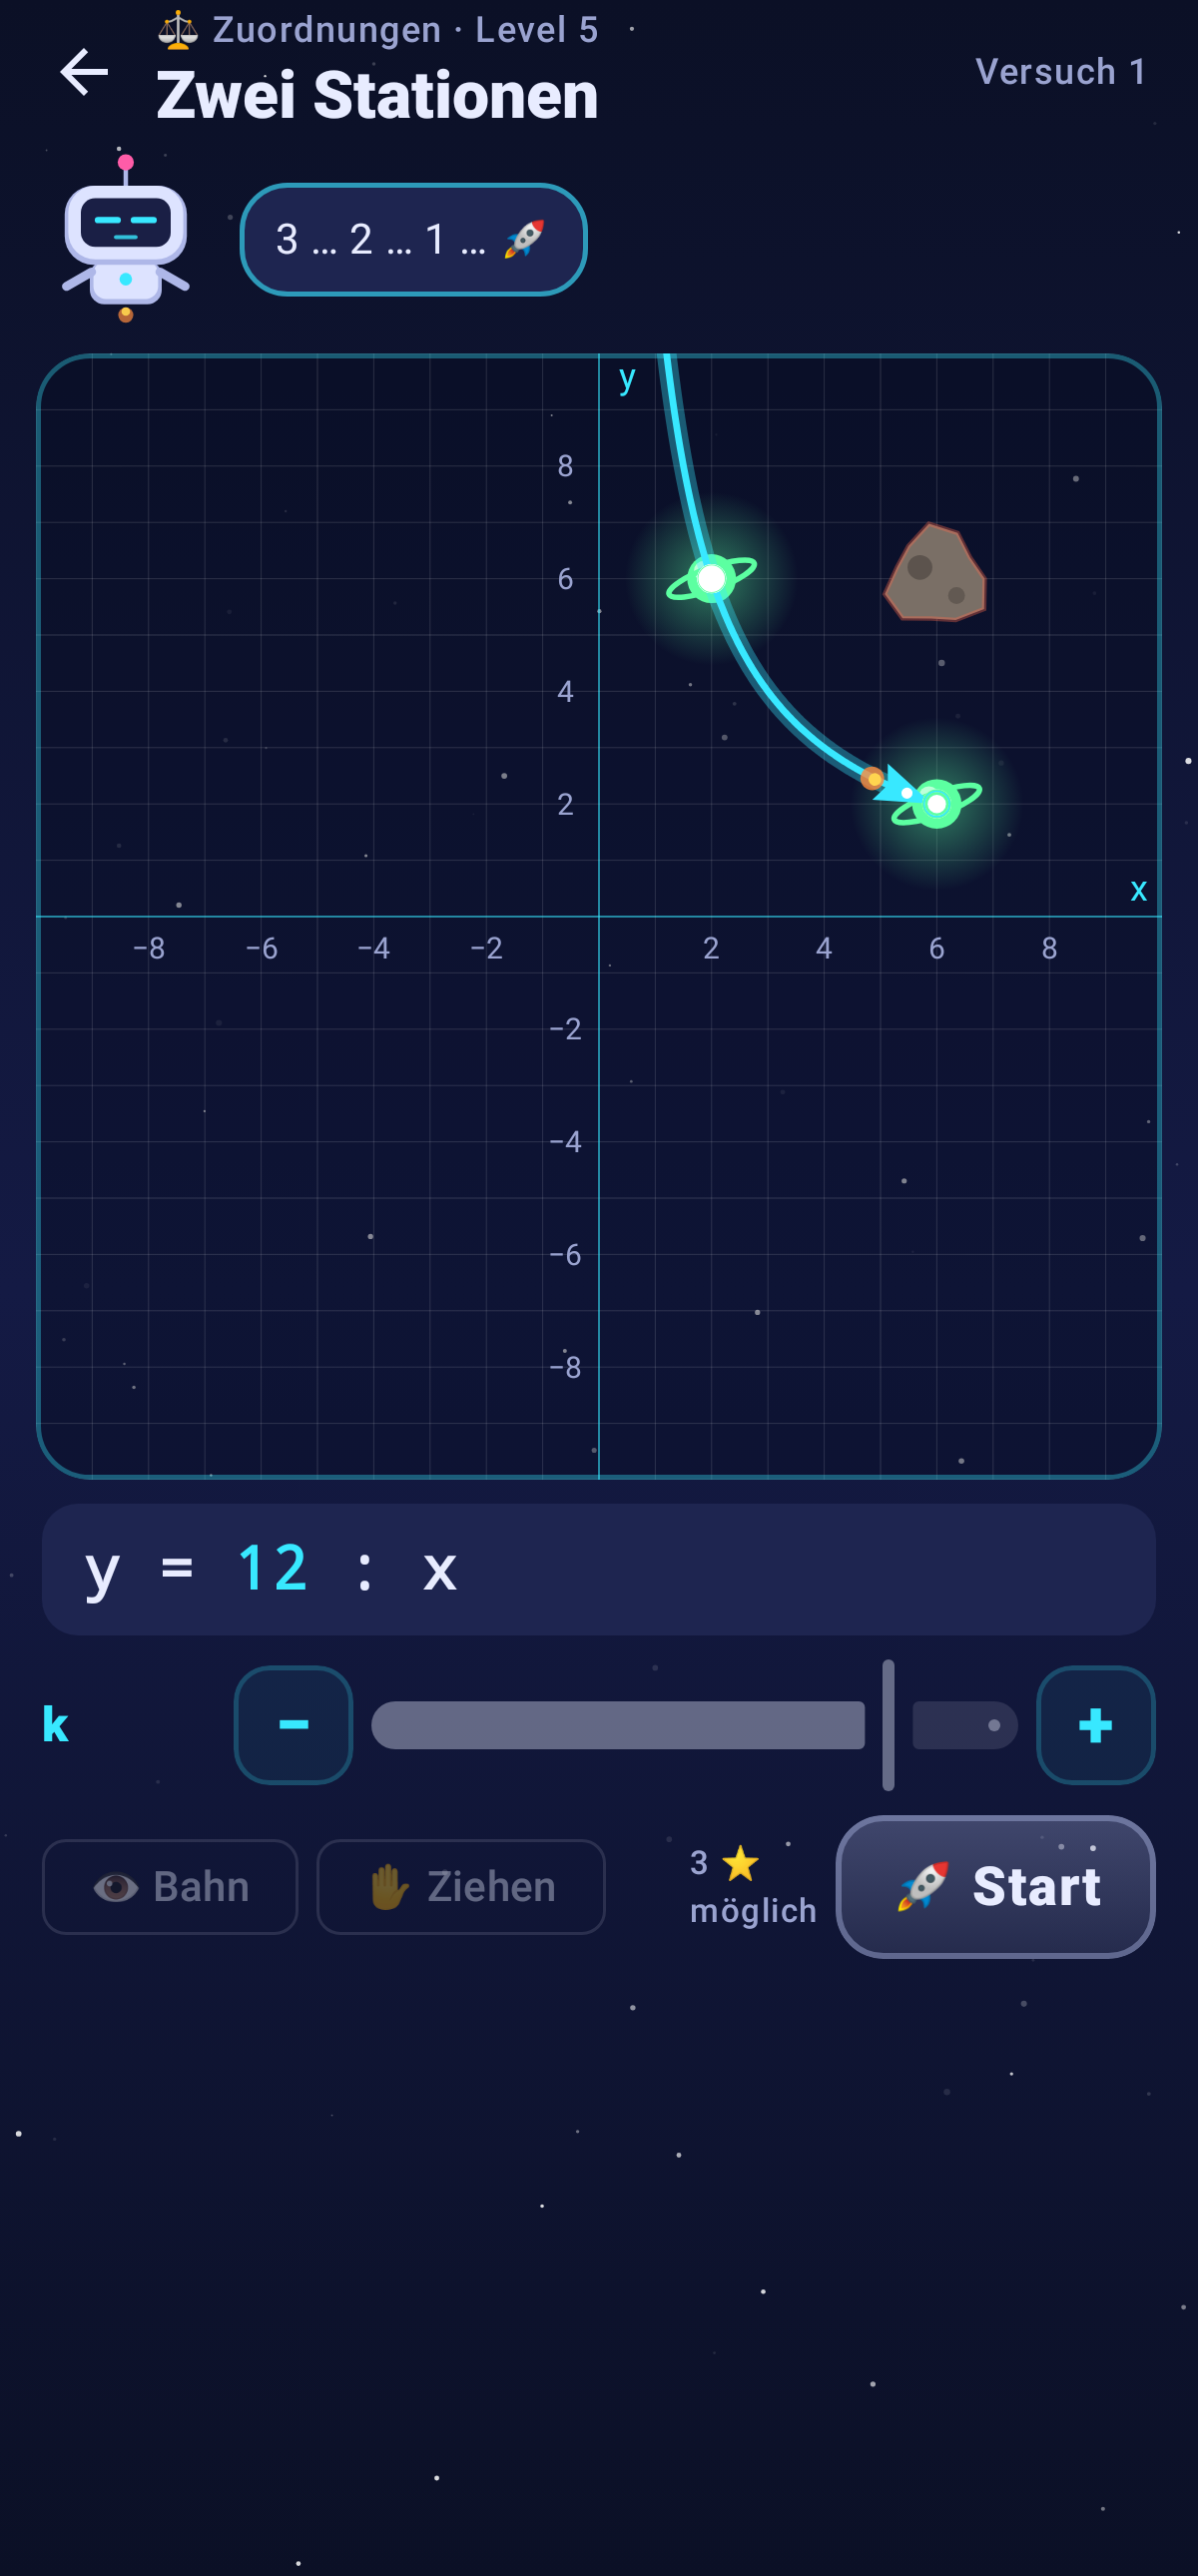 ⚖️ Zuordnungen · Level 5
Zwei Stationen
Versuch 1
3 … 2 … 1 … 🚀
y
8
6
4
2
x
−8 −6 −4 −2 2 4 6 8
−2
−4
−6
−8
y = 12 : x
k − +
👁️ Bahn ✋ Ziehen 3 ⭐ möglich 🚀 Start